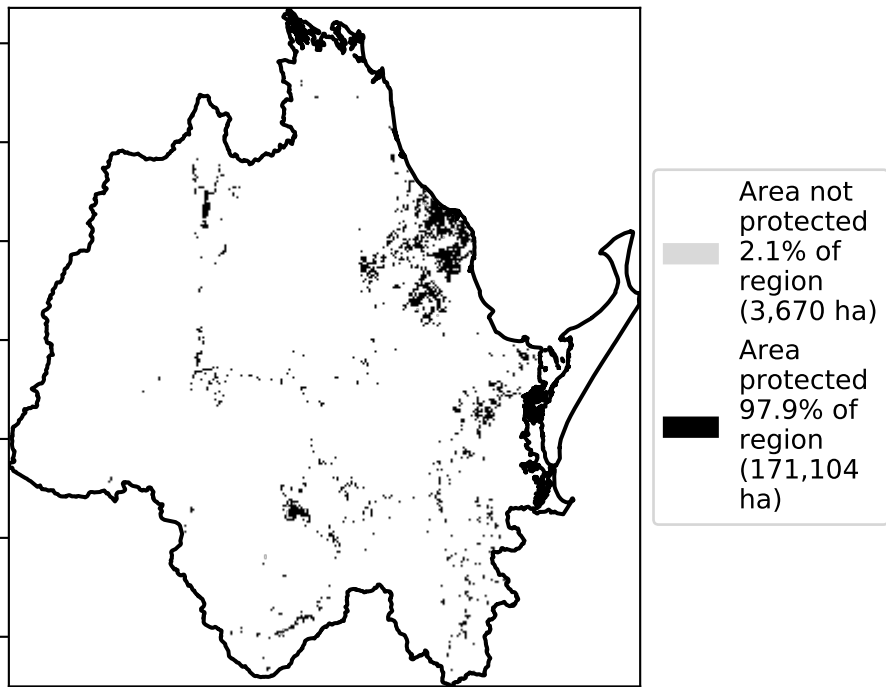 Area not
protected
2.1% of
region
(3,670 ha)
Area
protected
97.9% of
region
(171,104
ha)